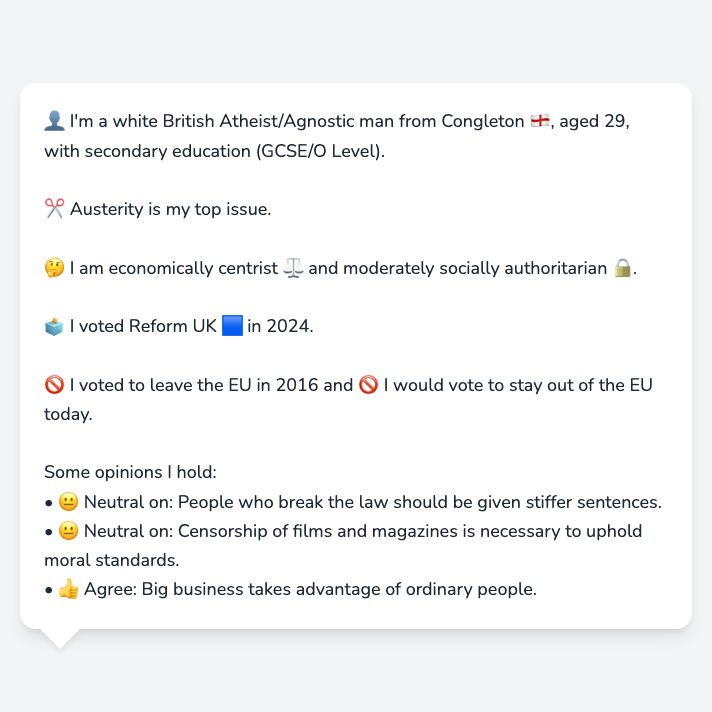 👤 I'm a white British Atheist/Agnostic man from Congleton 🏴󠁧󠁢󠁥󠁮󠁧󠁿, aged 29,
with secondary education (GCSE/O Level).
✂️ Austerity is my top issue.
🤔 I am economically centrist ⚖️ and moderately socially authoritarian 🔒.
🗳️ I voted Reform UK 🟦 in 2024.
🚫 I voted to leave the EU in 2016 and 🚫 I would vote to stay out of the EU
today.
Some opinions I hold:
• 😐 Neutral on: People who break the law should be given stiffer sentences.
• 😐 Neutral on: Censorship of films and magazines is necessary to uphold
moral standards.
• 👍 Agree: Big business takes advantage of ordinary people.